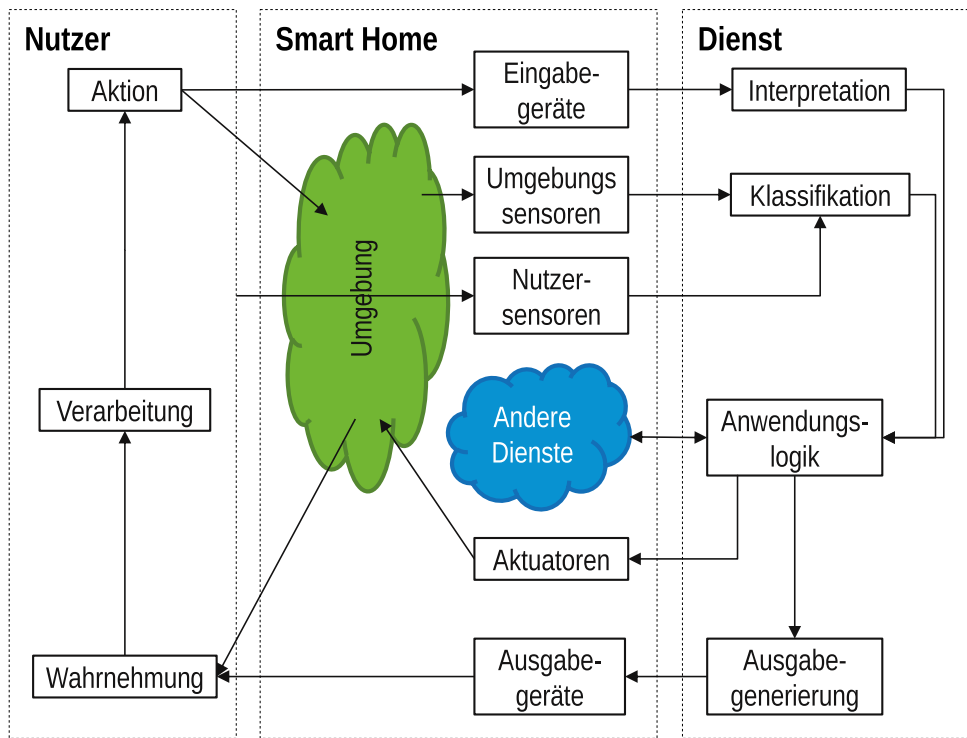 Nutzer
Smart Home
Dienst
Aktion
Eingabe-
geräte
Interpretation
Umgebungs
sensoren
Klassifikation
Umgebung
Nutzer-
sensoren
Verarbeitung
Andere
Dienste
Anwendungs-
logik
Aktuatoren
Wahrnehmung
Ausgabe-
geräte
Ausgabe-
generierung